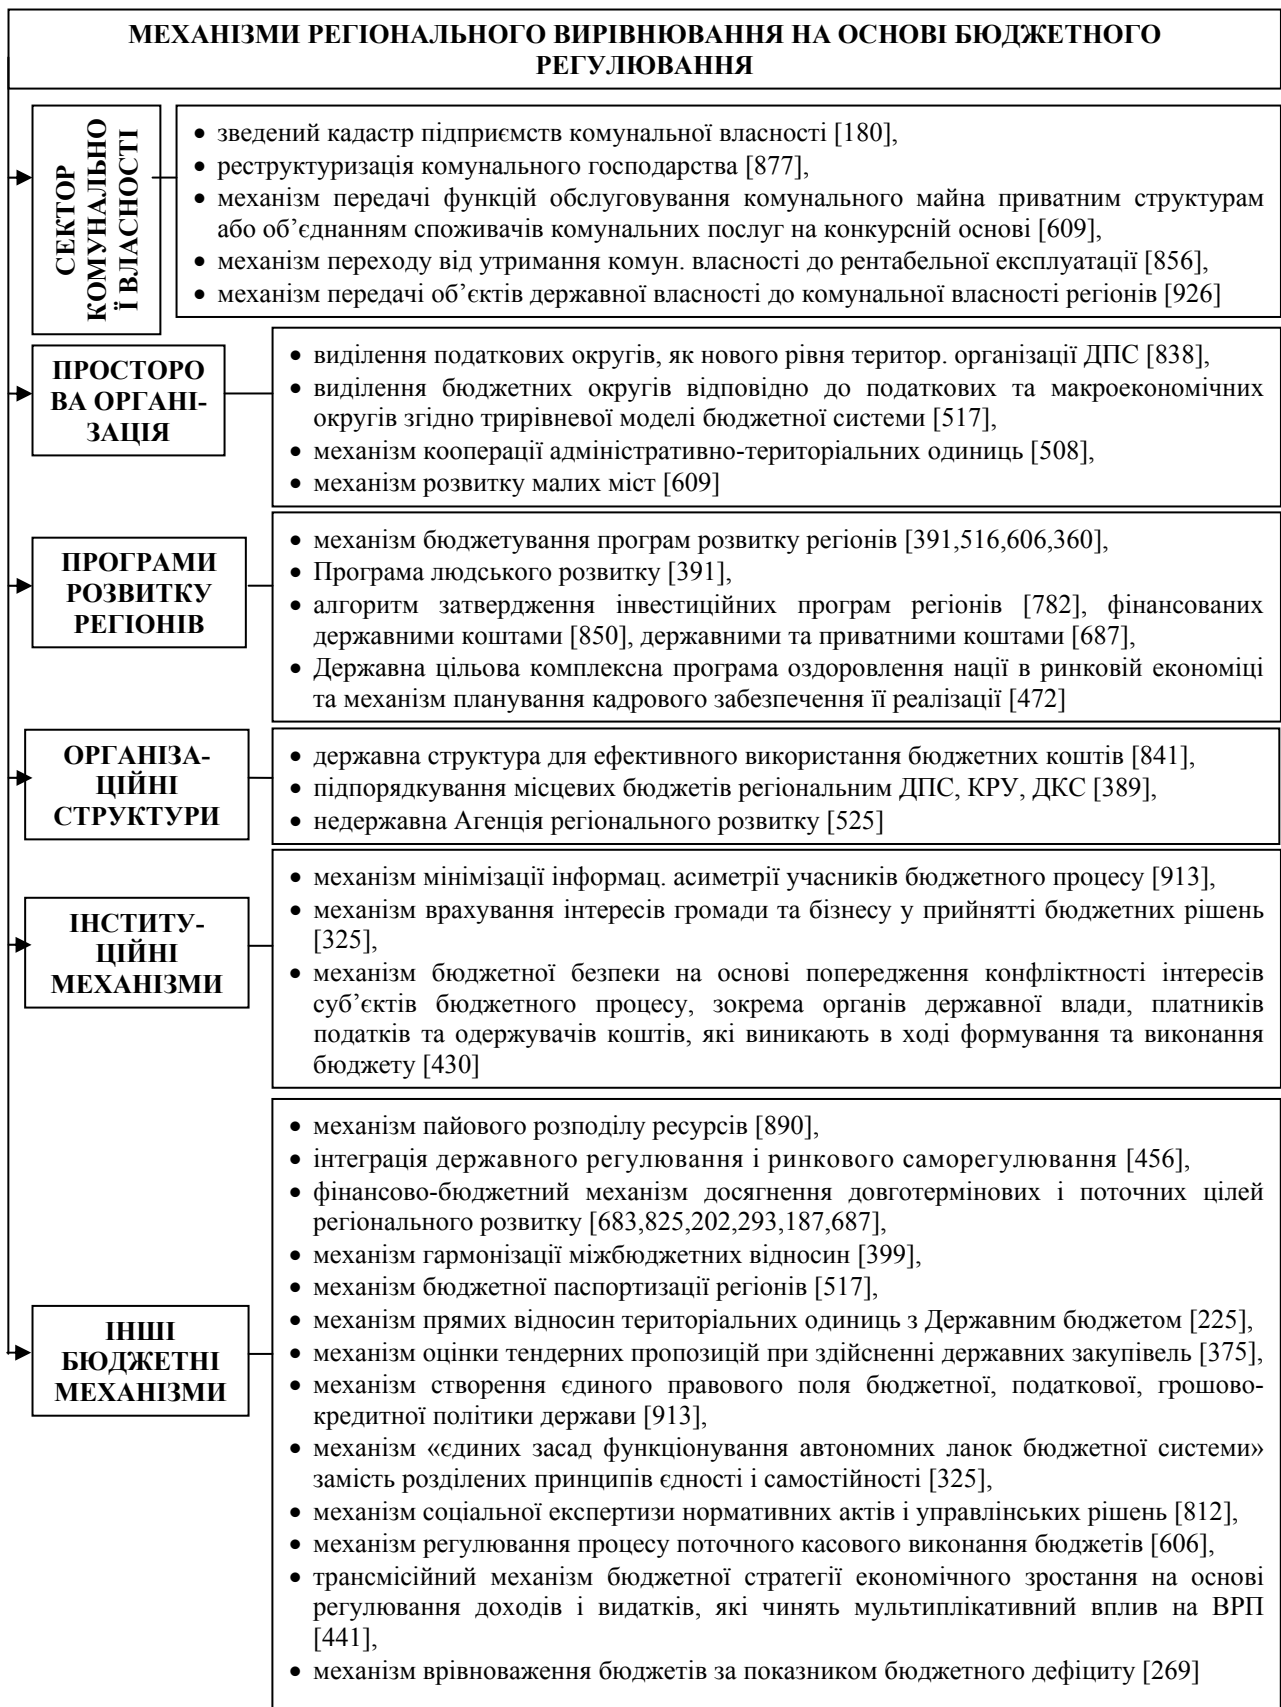 МЕХАНІЗМИ РЕГІОНАЛЬНОГО ВИРІВНЮВАННЯ НА ОСНОВІ БЮДЖЕТНОГО
РЕГУЛЮВАННЯ
СЕКТОР
КОМУНАЛЬНО
Ї ВЛАСНОСТІ
• зведений кадастр підприємств комунальної власності [180],
• реструктуризація комунального господарства [877],
• механізм передачі функцій обслуговування комунального майна приватним структурам
або об’єднанням споживачів комунальних послуг на конкурсній основі [609],
• механізм переходу від утримання комун. власності до рентабельної експлуатації [856],
• механізм передачі об’єктів державної власності до комунальної власності регіонів [926]
ПРОСТОРО
ВА ОРГАНІ-
ЗАЦІЯ
• виділення податкових округів, як нового рівня територ. організації ДПС [838],
• виділення бюджетних округів відповідно до податкових та макроекономічних
округів згідно трирівневої моделі бюджетної системи [517],
• механізм кооперації адміністративно-територіальних одиниць [508],
• механізм розвитку малих міст [609]
ПРОГРАМИ
РОЗВИТКУ
РЕГІОНІВ
• механізм бюджетування програм розвитку регіонів [391,516,606,360],
• Програма людського розвитку [391],
• алгоритм затвердження інвестиційних програм регіонів [782], фінансованих
державними коштами [850], державними та приватними коштами [687],
• Державна цільова комплексна програма оздоровлення нації в ринковій економіці
та механізм планування кадрового забезпечення її реалізації [472]
ОРГАНІЗА-
ЦІЙНІ
СТРУКТУРИ
• державна структура для ефективного використання бюджетних коштів [841],
• підпорядкування місцевих бюджетів регіональним ДПС, КРУ, ДКС [389],
• недержавна Агенція регіонального розвитку [525]
ІНСТИТУ-
ЦІЙНІ
МЕХАНІЗМИ
• механізм мінімізації інформац. асиметрії учасників бюджетного процесу [913],
• механізм врахування інтересів громади та бізнесу у прийнятті бюджетних рішень
[325],
• механізм бюджетної безпеки на основі попередження конфліктності інтересів
суб’єктів бюджетного процесу, зокрема органів державної влади, платників
податків та одержувачів коштів, які виникають в ході формування та виконання
бюджету [430]
ІНШІ
БЮДЖЕТНІ
МЕХАНІЗМИ
• механізм пайового розподілу ресурсів [890],
• інтеграція державного регулювання і ринкового саморегулювання [456],
• фінансово-бюджетний механізм досягнення довготермінових і поточних цілей
регіонального розвитку [683,825,202,293,187,687],
• механізм гармонізації міжбюджетних відносин [399],
• механізм бюджетної паспортизації регіонів [517],
• механізм прямих відносин територіальних одиниць з Державним бюджетом [225],
• механізм оцінки тендерних пропозицій при здійсненні державних закупівель [375],
• механізм створення єдиного правового поля бюджетної, податкової, грошово-
кредитної політики держави [913],
• механізм «єдиних засад функціонування автономних ланок бюджетної системи»
замість розділених принципів єдності і самостійності [325],
• механізм соціальної експертизи нормативних актів і управлінських рішень [812],
• механізм регулювання процесу поточного касового виконання бюджетів [606],
• трансмісійний механізм бюджетної стратегії економічного зростання на основі
регулювання доходів і видатків, які чинять мультиплікативний вплив на ВРП
[441],
• механізм врівноваження бюджетів за показником бюджетного дефіциту [269]